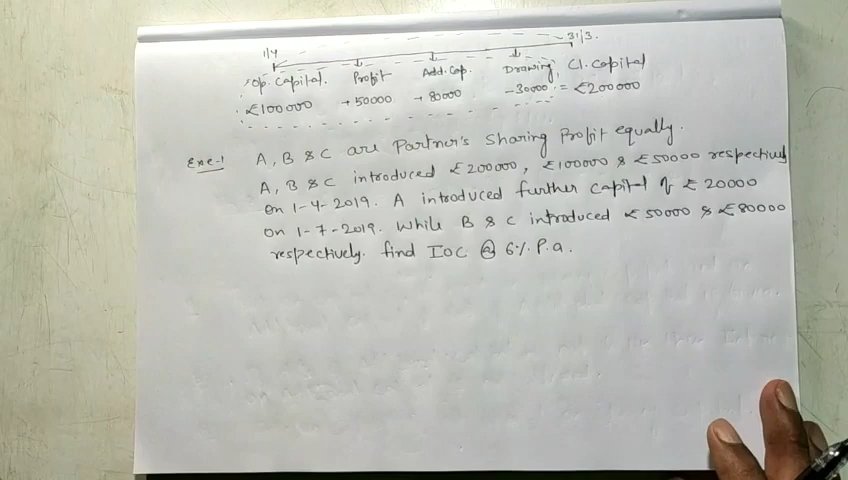 1/4 31/3.
Op. Capital. Profit Add. Cap. Drawing, Cl. Capital
₹100000 + 50000 + 80000 - 30000 = ₹200000
Exe-1 A, B & C are Partner's Sharing Profit equally.
A, B & C introduced ₹200000, ₹100000 & ₹50000 respectively
on 1-4-2019. A introduced further capital of ₹20000
on 1-7-2019. While B & C introduced ₹50000 & ₹80000
respectively. find IOC @ 6% P.a.